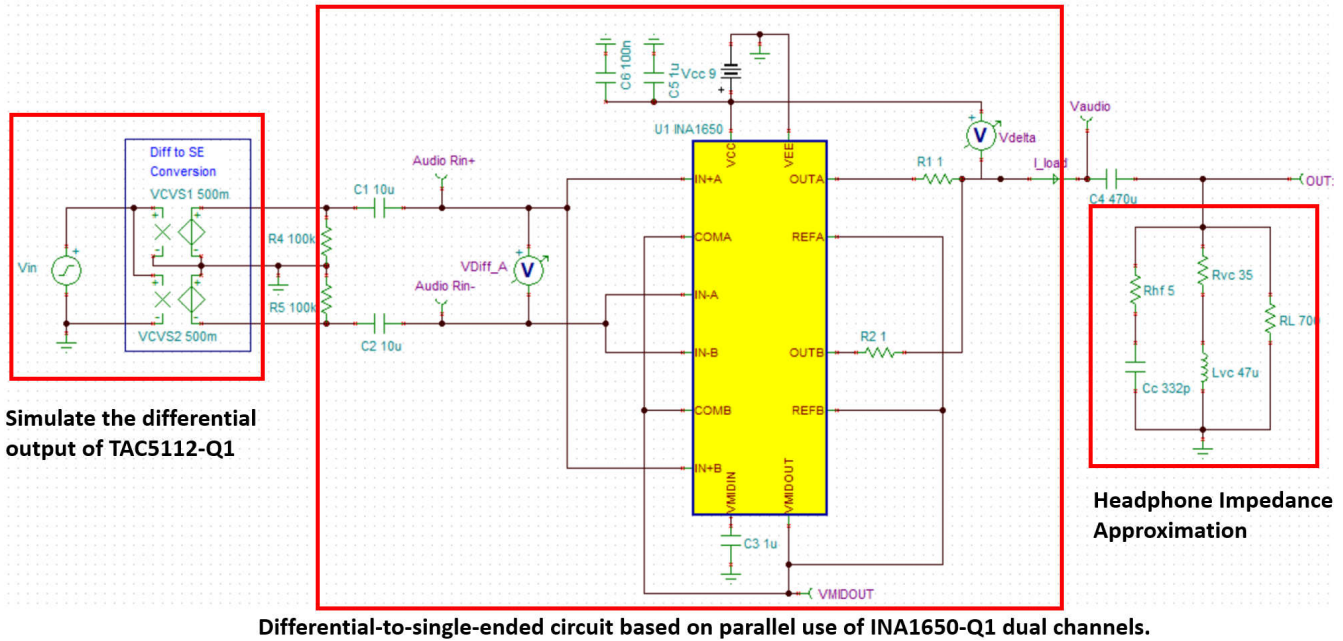 C6 100n
C5 1u
Vcc 9
+
Vaudio
U1 INA1650
+
V
Vdelta
Diff to SE
Conversion
VCC
VEE
Audio Rin+
R1 1
I_load
IN+A
OUTA
OUT:
VCVS1 500m
C1 10u
C4 470u
+
+
-
-
R4 100k
COMA
REFA
Vin
+
VDiff_A
+
V
Rhf 5
Rvc 35
+
+
-
-
Audio Rin-
IN-A
R5 100k
RL 700
VCVS2 500m
C2 10u
IN-B
OUTB
R2 1
Cc 332p
Lvc 47u
COMB
REFB
Simulate the differential
output of TAC5112-Q1
IN+B
VMIDIN
VMIDOUT
Headphone Impedance
Approximation
C3 1u
VMIDOUT
Differential-to-single-ended circuit based on parallel use of INA1650-Q1 dual channels.